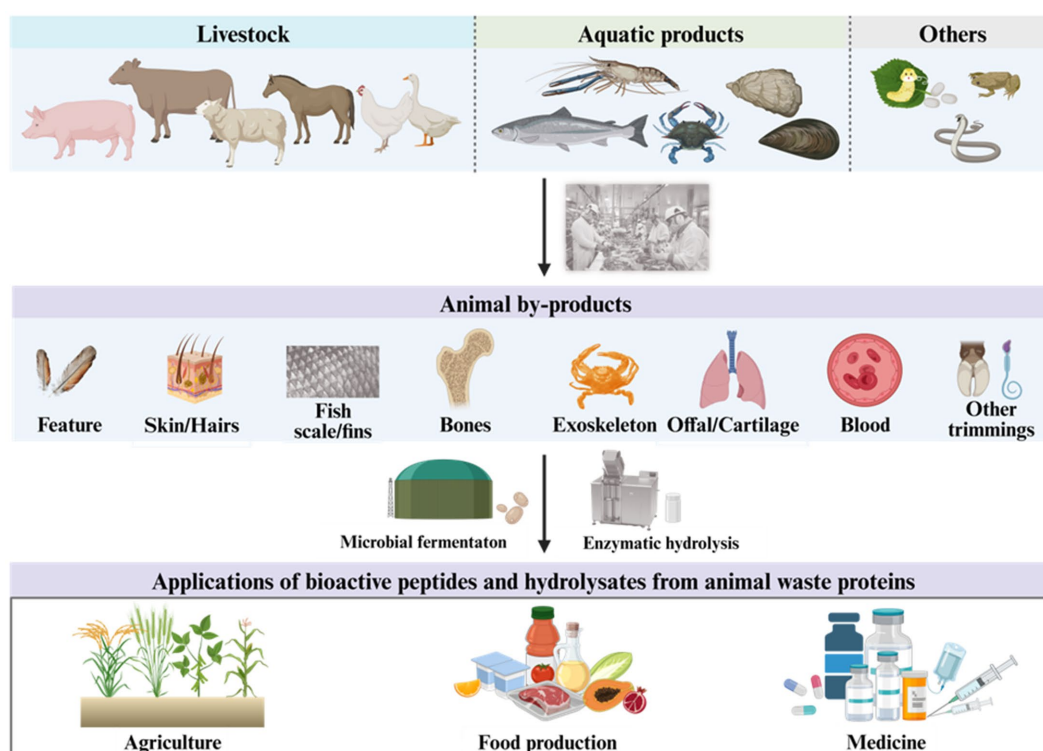 Livestock
Aquatic products
Others
Animal by-products
Feature
Skin/Hairs
Fish
scale/fins
Bones
Exoskeleton
Offal/Cartilage
Blood
Other
trimmings
Microbial fermentaton
Enzymatic hydrolysis
Applications of bioactive peptides and hydrolysates from animal waste proteins
Agriculture
Food production
Medicine